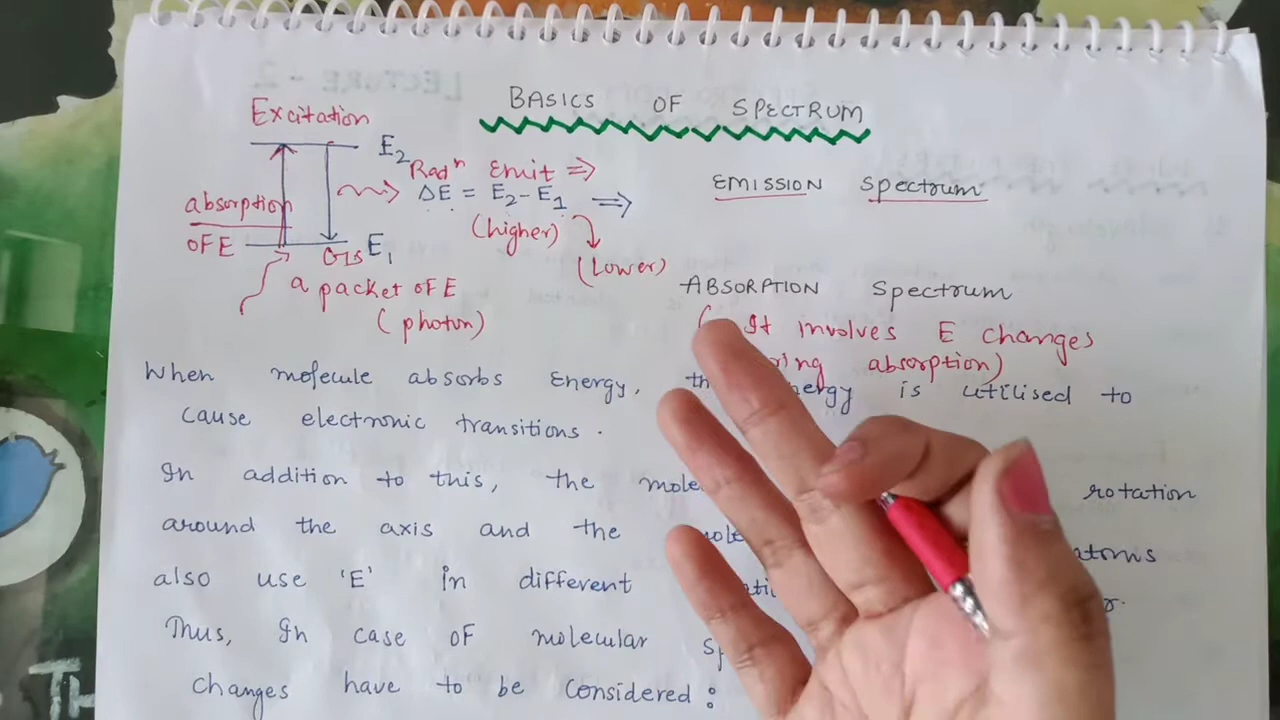 BASICS OF SPECTRUM
Excitation
E2
Radⁿ Emit ⇒
ΔE = E2 - E1 ⇒
(higher)
(Lower)
absorption
OF E
E1
a packet OF E
(photon)
EMISSION Spectrum
ABSORPTION Spectrum
It involves E changes
absorption)
When molecule absorbs Energy, is utilised to
cause electronic transitions.
In addition to this, the rotation
around the axis and the atoms
also use 'E' in different
Thus, In case OF molecular
changes have to be considered: